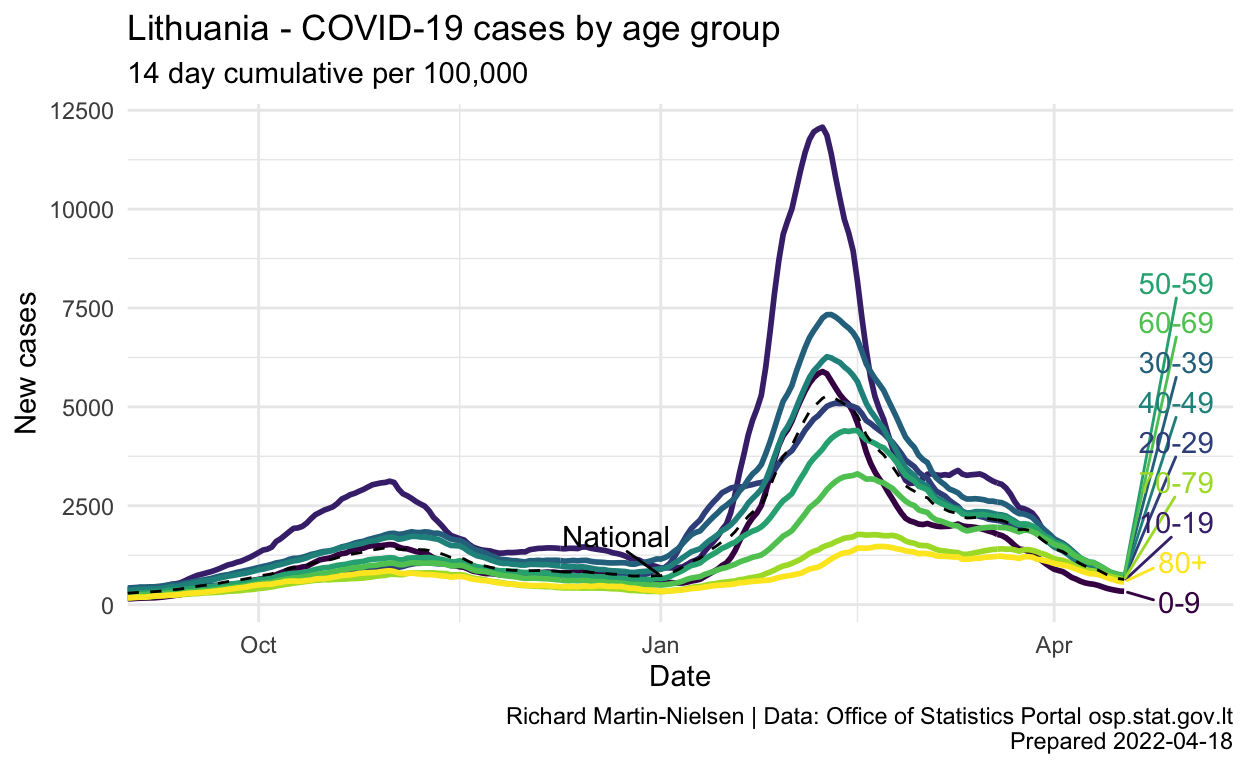 Lithuania - COVID-19 cases by age group
14 day cumulative per 100,000
12500
10000
7500
5000
2500
0
New cases
National
50-59
60-69
30-39
40-49
20-29
70-79
10-19
80+
0-9
Oct
Jan
Apr
Date
Richard Martin-Nielsen | Data: Office of Statistics Portal osp.stat.gov.lt
Prepared 2022-04-18